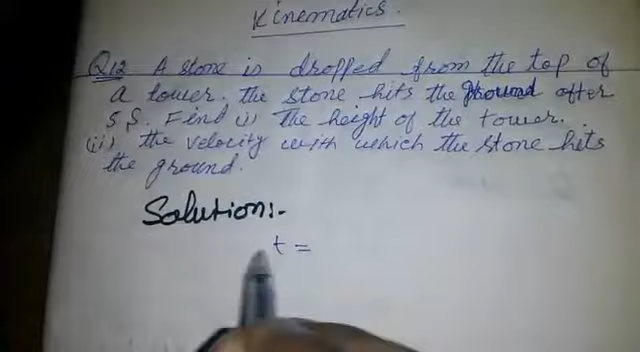 Kinematics.
Q12 A stone is dropped from the top of
a tower. the stone hits the ground after
5 S. Find (i) The height of the tower.
(ii) the velocity with which the stone hits
the ground.
Solution:-
t =